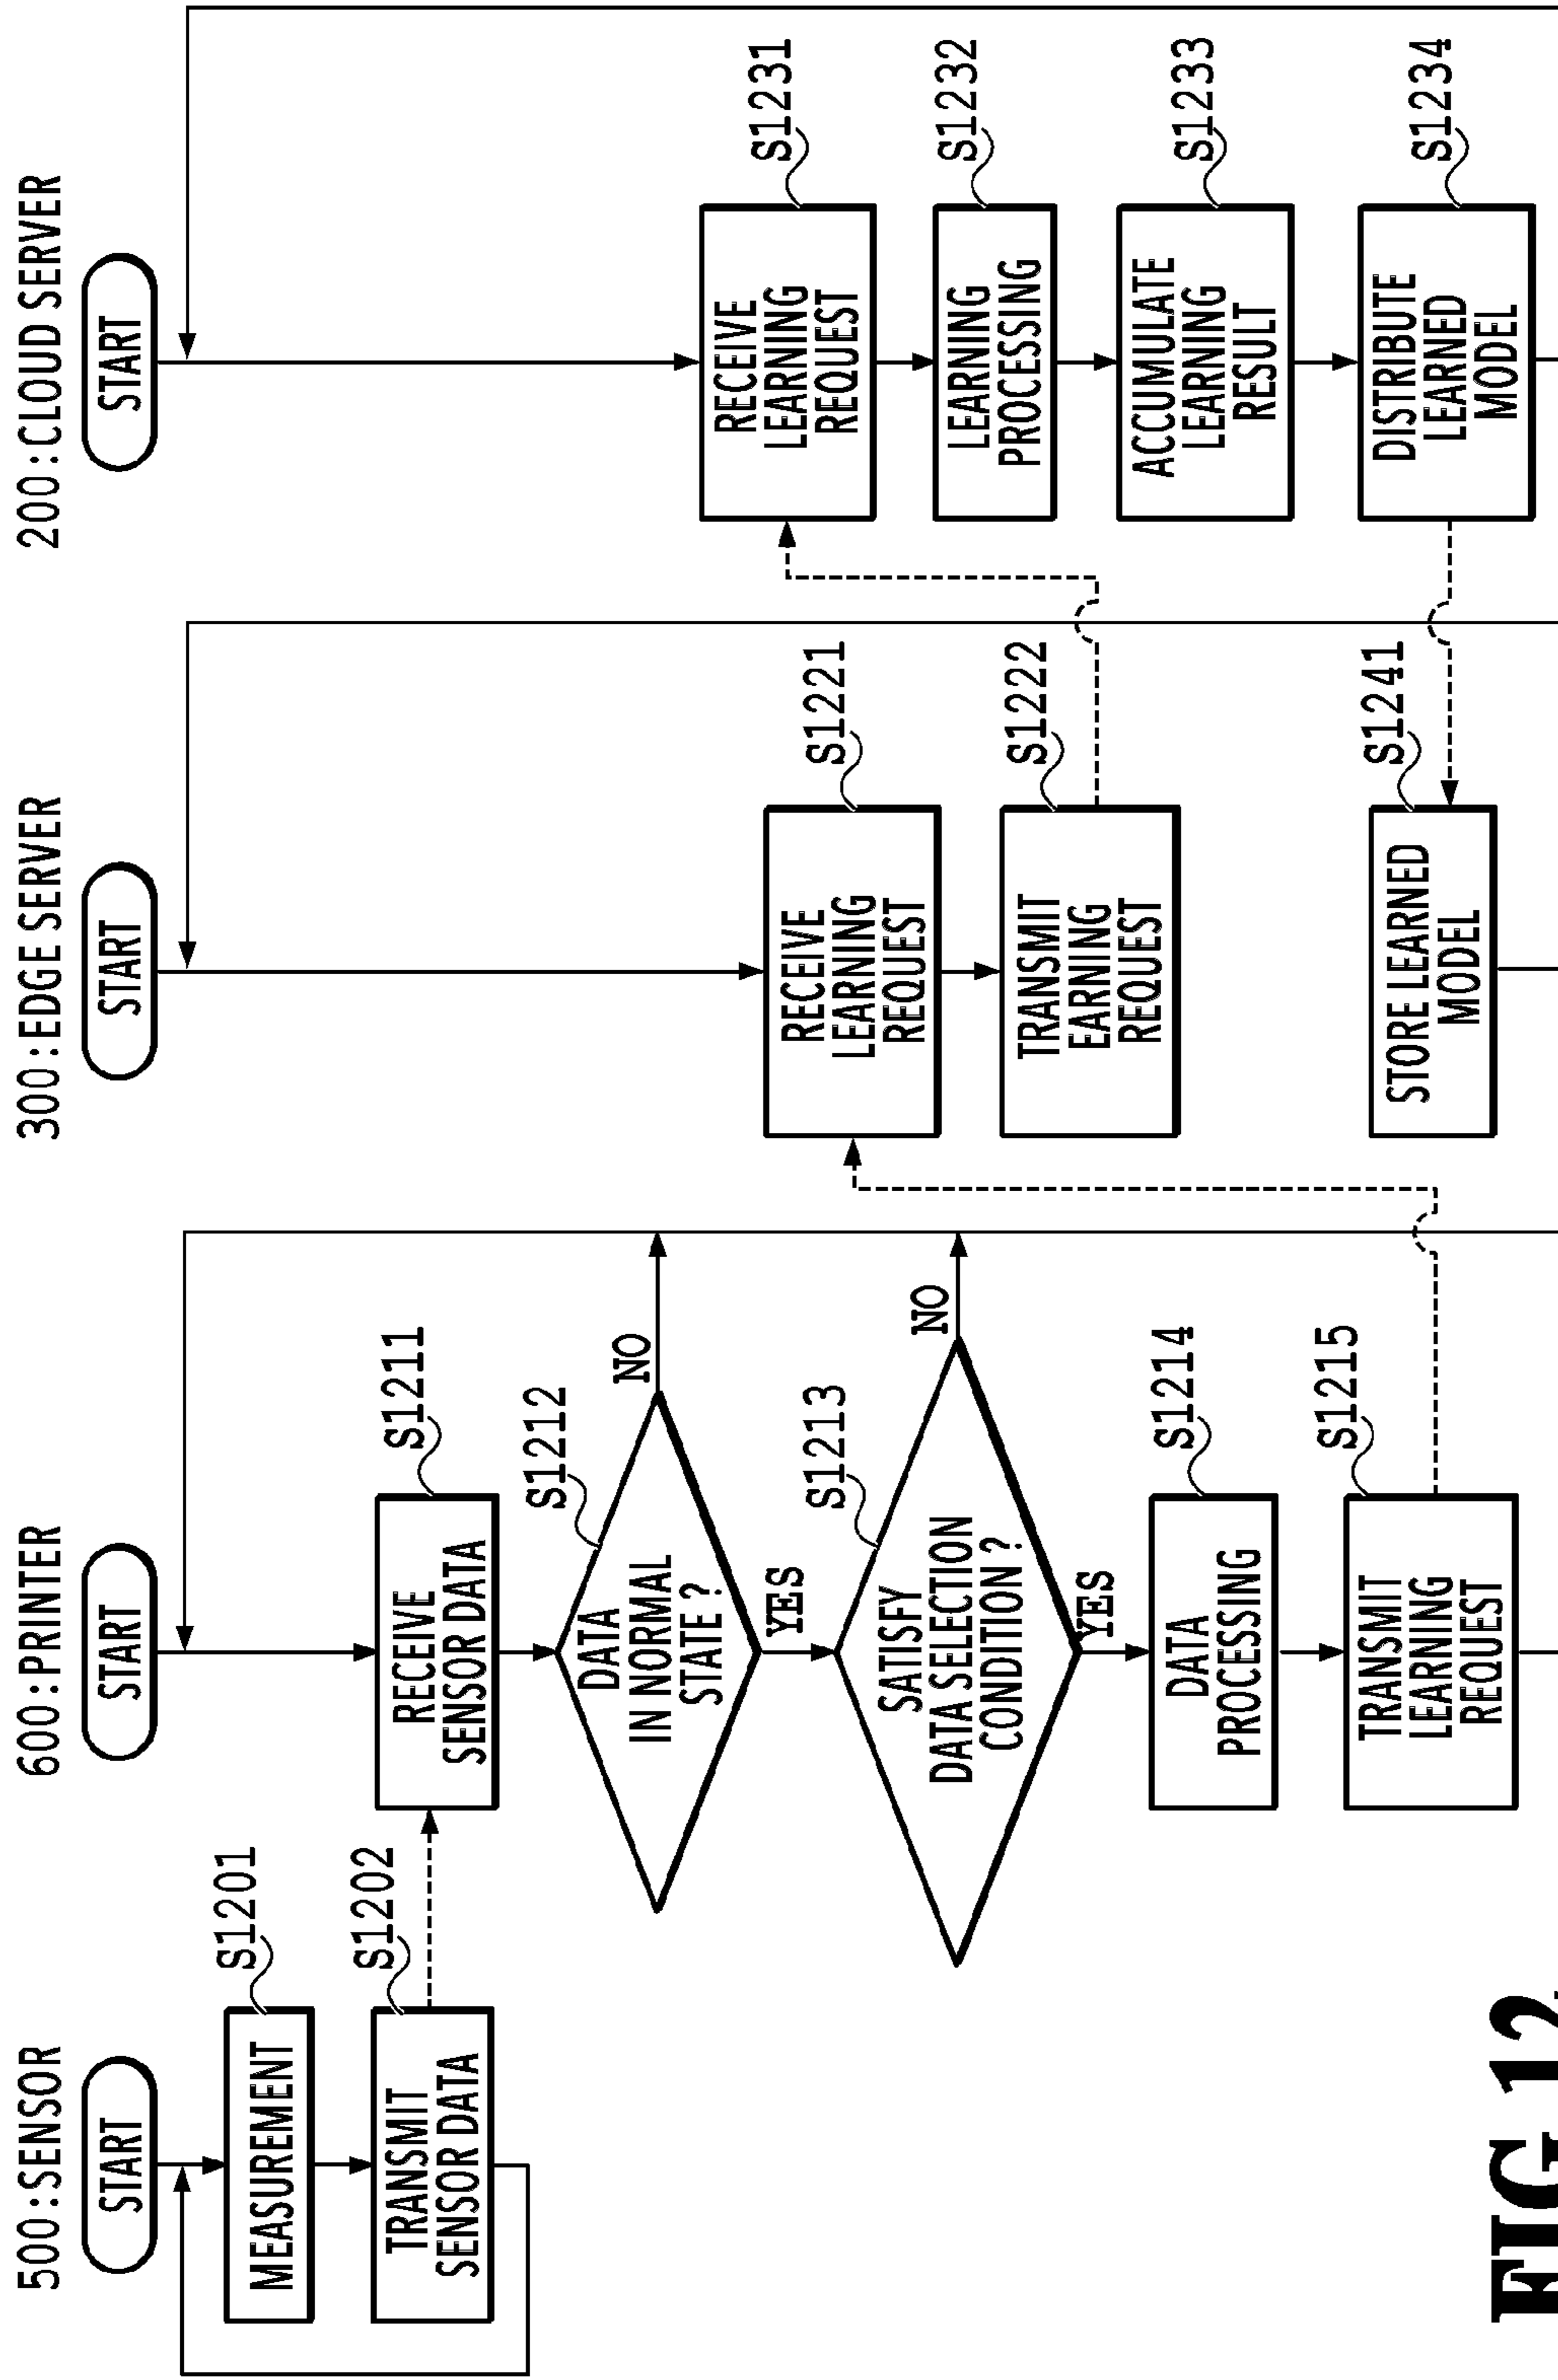 500:SENSOR
START
MEASUREMENT
S1201
TRANSMIT
SENSOR DATA
S1202
600:PRINTER
START
RECEIVE
SENSOR DATA
S1211
DATA
IN NORMAL
STATE ?
S1212
NO
YES
SATISFY
DATA SELECTION
CONDITION ?
S1213
NO
YES
DATA
PROCESSING
S1214
TRANSMIT
LEARNING
REQUEST
S1215
300:EDGE SERVER
START
RECEIVE
LEARNING
REQUEST
S1221
TRANSMIT
EARNING
REQUEST
S1222
STORE LEARNED
MODEL
S1241
200:CLOUD SERVER
START
RECEIVE
LEARNING
REQUEST
S1231
LEARNING
PROCESSING
S1232
ACCUMULATE
LEARNING
RESULT
S1233
DISTRIBUTE
LEARNED
MODEL
S1234
FIG.12